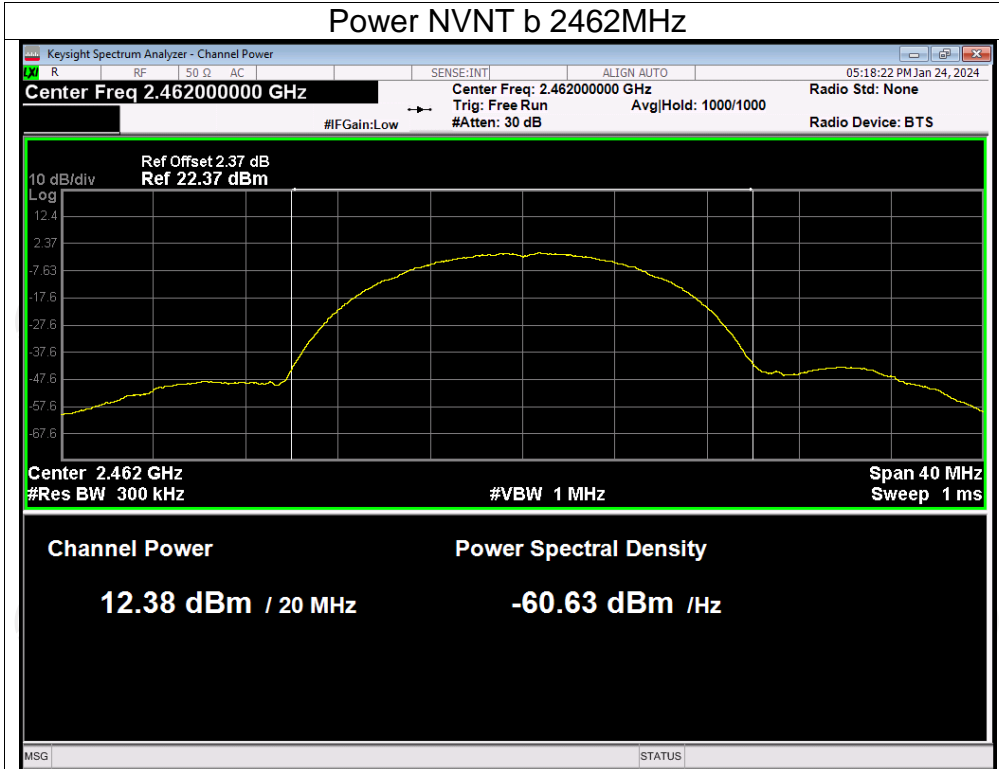 Power NVNT b 2462MHz
Keysight Spectrum Analyzer - Channel Power
LXI R RF 50 Ω AC SENSE:INT ALIGN AUTO 05:18:22 PM Jan 24, 2024
Center Freq 2.462000000 GHz Center Freq: 2.462000000 GHz Radio Std: None
Trig: Free Run Avg|Hold: 1000/1000
#IFGain:Low #Atten: 30 dB Radio Device: BTS
Ref Offset 2.37 dB
10 dB/div Ref 22.37 dBm
Log
12.4
2.37
-7.63
-17.6
-27.6
-37.6
-47.6
-57.6
-67.6
Center 2.462 GHz Span 40 MHz
#Res BW 300 kHz #VBW 1 MHz Sweep 1 ms
Channel Power Power Spectral Density
12.38 dBm / 20 MHz -60.63 dBm /Hz
MSG STATUS